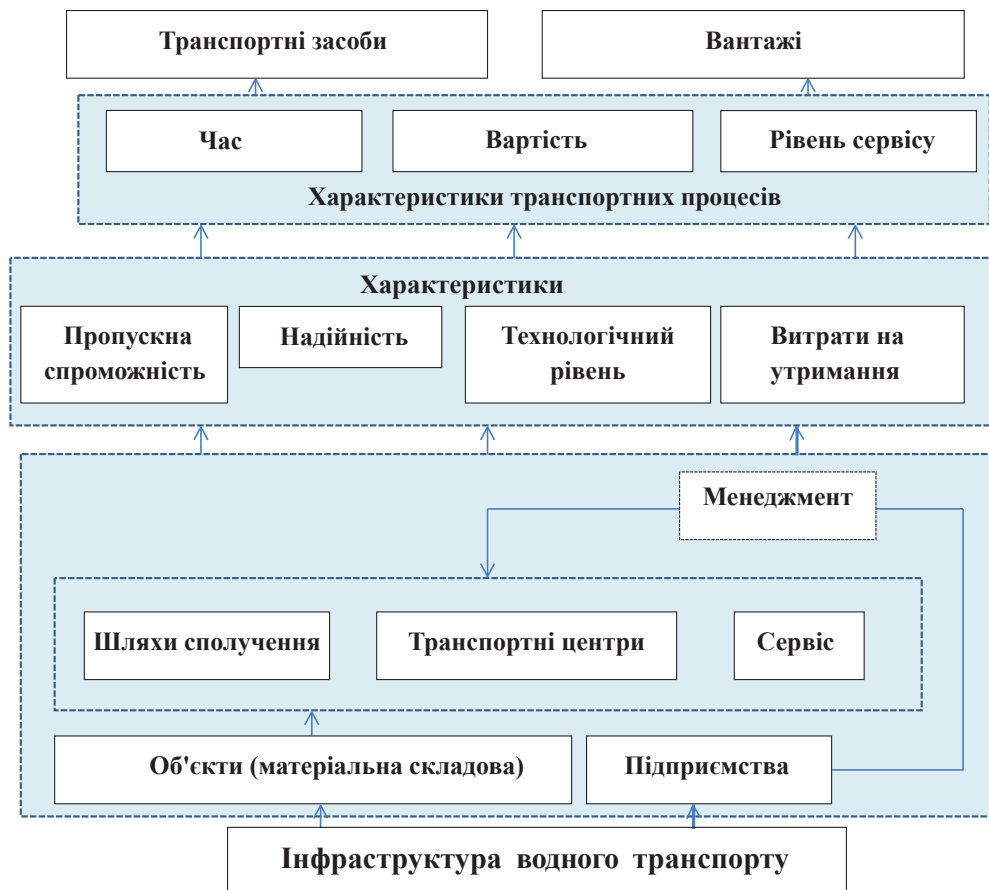 Транспортні засоби
Вантажі
Час
Вартість
Рівень сервісу
Характеристики транспортних процесів
Характеристики
Пропускна
спроможність
Надійність
Технологічний
рівень
Витрати на
утримання
Менеджмент
Шляхи сполучення
Транспортні центри
Сервіс
Об'єкти (матеріальна складова)
Підприємства
Інфраструктура водного транспорту